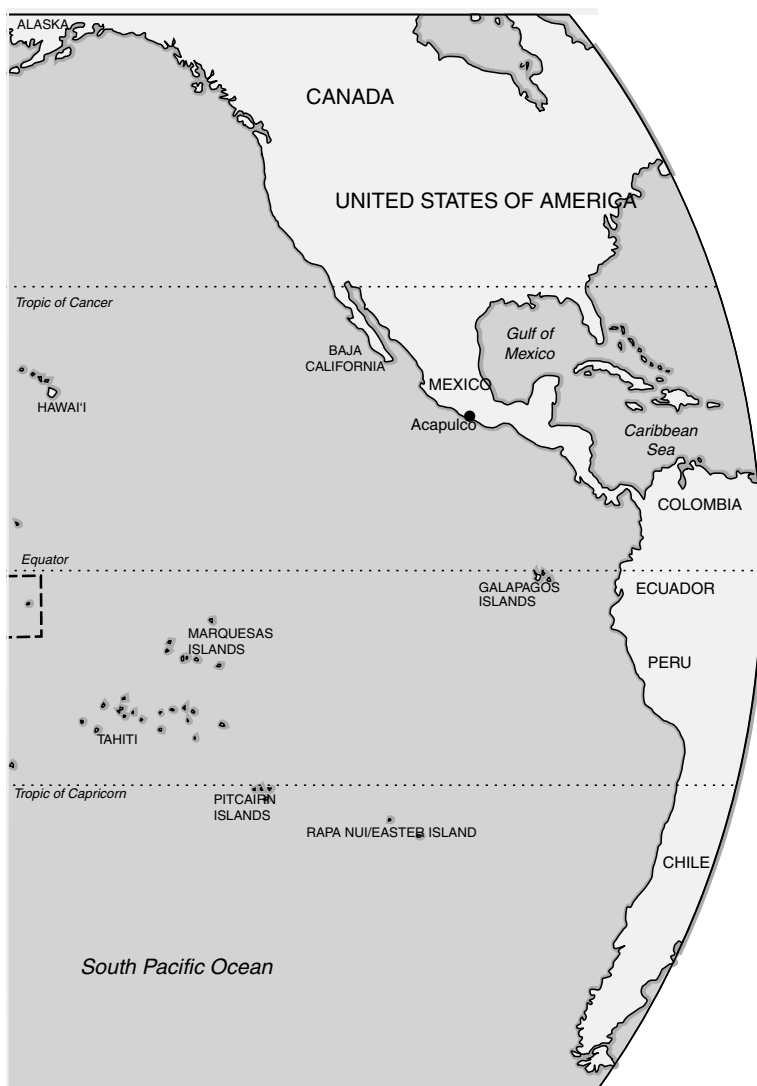 ALASKA
CANADA
UNITED STATES OF AMERICA
Tropic of Cancer
Gulf of
Mexico
BAJA
CALIFORNIA
MEXICO
HAWAI‘I
Acapulco
Caribbean
Sea
COLOMBIA
Equator
GALAPAGOS
ISLANDS
ECUADOR
MARQUESAS
ISLANDS
PERU
TAHITI
Tropic of Capricorn
PITCAIRN
ISLANDS
RAPA NUI/EASTER ISLAND
CHILE
South Pacific Ocean